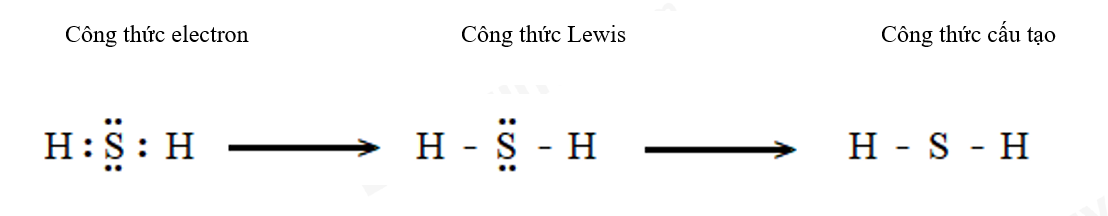 Công thức electron Công thức Lewis Công thức cấu tạo
H : S̤̈ : H ⟶ H - S̤̈ - H ⟶ H - S - H